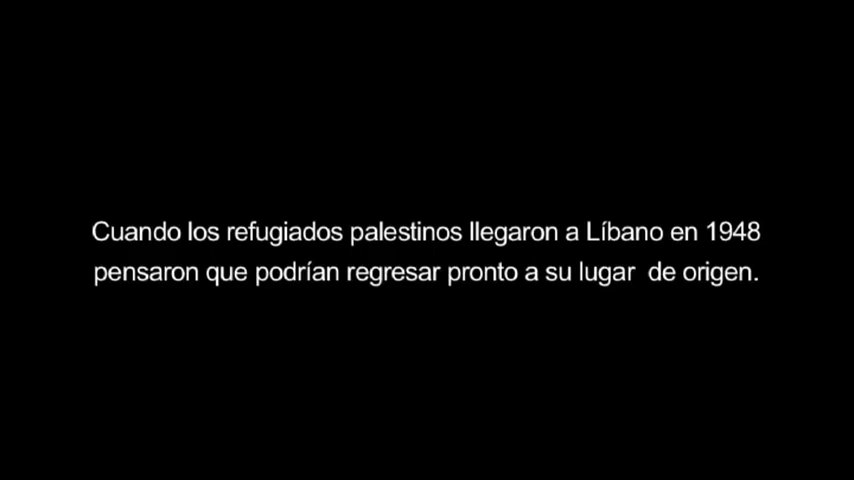 Cuando los refugiados palestinos llegaron a Líbano en 1948
pensaron que podrían regresar pronto a su lugar  de origen.